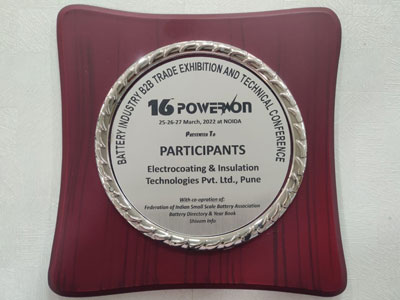 BATTERY INDUSTRY B2B TRADE EXHIBITION AND TECHNICAL CONFERENCE
16 POWERON
25-26-27 March, 2022 at NOIDA
PRESENTED TO
PARTICIPANTS
Electrocoating & Insulation
Technologies Pvt. Ltd., Pune
With co-opration of:
Federation of Indian Small Scale Battery Association
Battery Directory & Year Book
Shivam Info